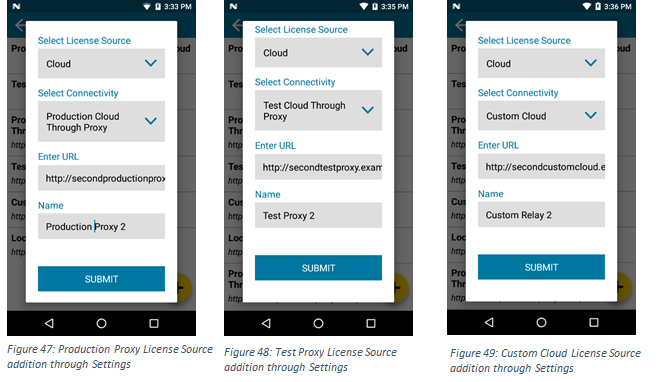 3:33 PM
Select License Source
Cloud
Select Connectivity
Production Cloud
Through Proxy
Enter URL
http://secondproductionprox
Name
Production Proxy 2
SUBMIT
Figure 47: Production Proxy License Source
addition through Settings
3:35 PM
Select License Source
Cloud
Select Connectivity
Test Cloud Through
Proxy
Enter URL
http://secondtestproxy.exam
Name
Test Proxy 2
SUBMIT
Figure 48: Test Proxy License Source
addition through Settings
3:36 PM
Select License Source
Cloud
Select Connectivity
Custom Cloud
Enter URL
http://secondcustomcloud.e
Name
Custom Relay 2
SUBMIT
Figure 49: Custom Cloud License Source
addition through Settings